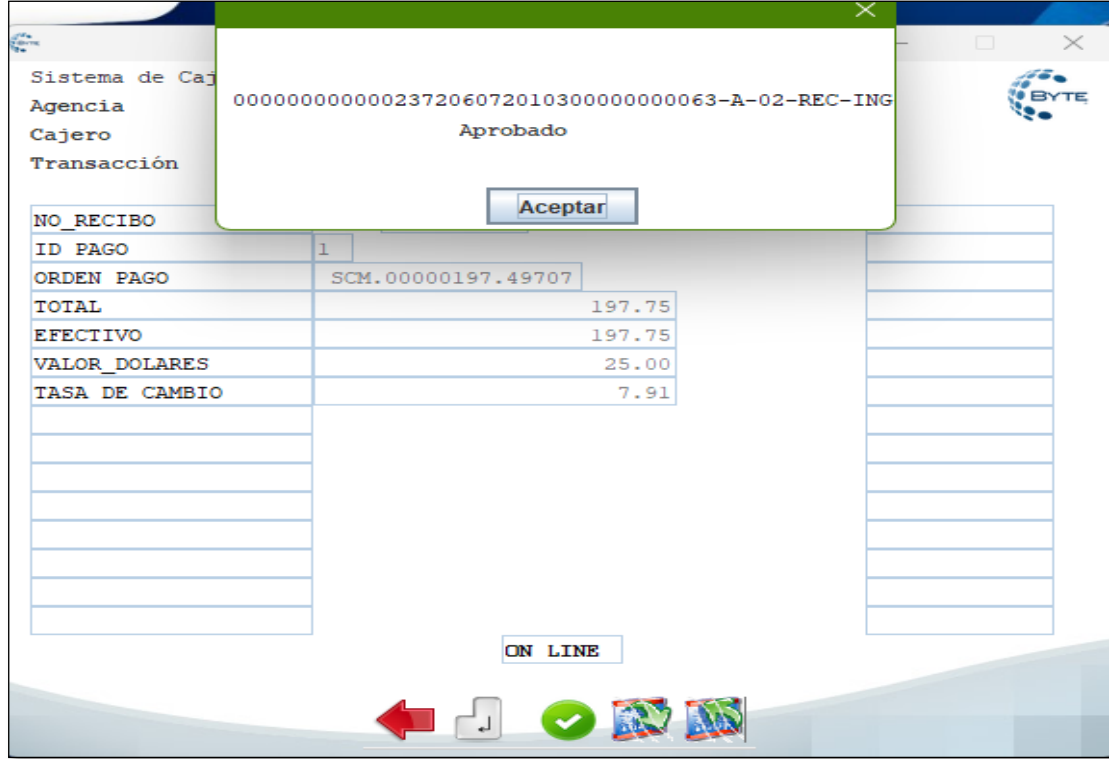 0000000000002372060720103000000000063-A-02-REC-ING
Aprobado
Aceptar
Sistema de Caj
Agencia
Cajero
Transacción
BYTE
NO_RECIBO
ID PAGO 1
ORDEN PAGO SCM.00000197.49707
TOTAL 197.75
EFECTIVO 197.75
VALOR_DOLARES 25.00
TASA DE CAMBIO 7.91
ON LINE